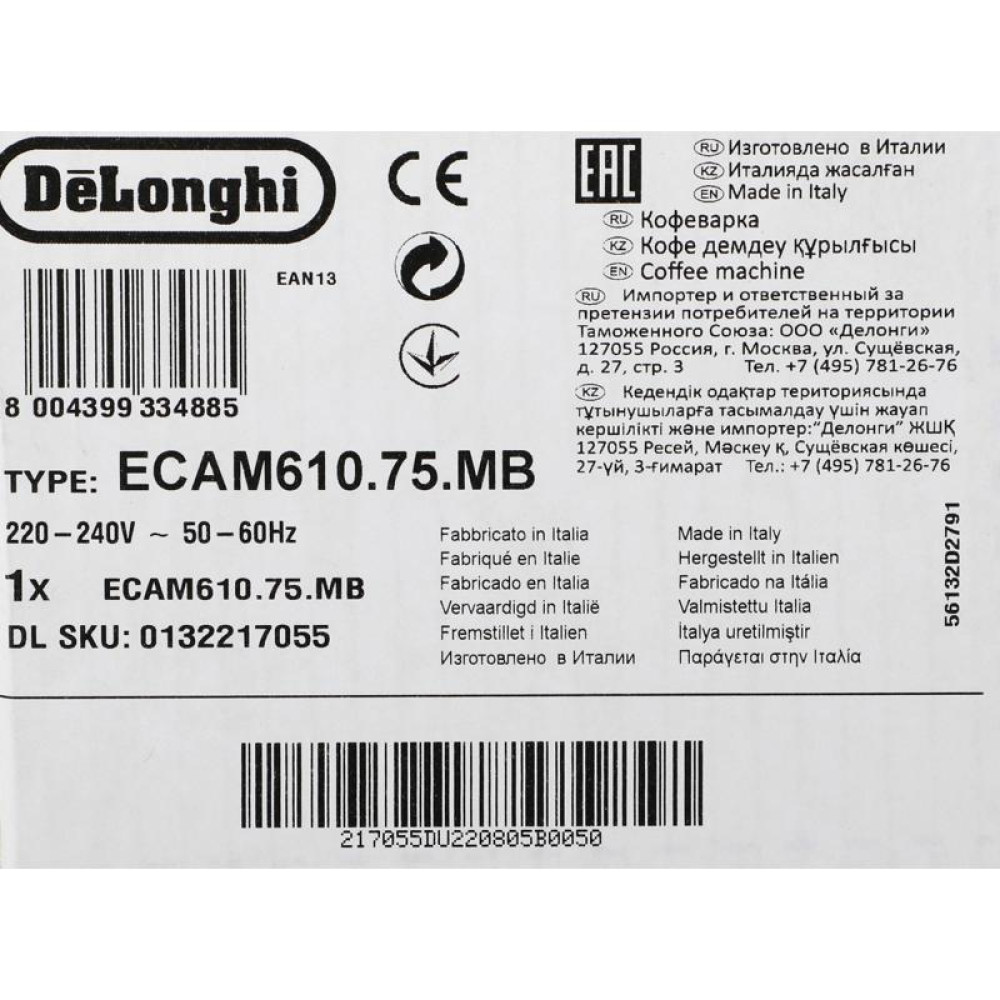 DēLonghi
EAN13
8 004399 334885
TYPE: ECAM610.75.MB
220–240V ~ 50–60Hz
1x ECAM610.75.MB
DL SKU: 0132217055
CE
EAC
RU Изготовлено в Италии
KZ Италияда жасалған
EN Made in Italy
RU Кофеварка
KZ Кофе демдеу құрылғысы
EN Coffee machine
RU Импортер и ответственный за
претензии потребителей на территории
Таможенного Союза: ООО «Делонги»
127055 Россия, г. Москва, ул. Сущёвская,
д. 27, стр. 3 Тел. +7 (495) 781-26-76
KZ Кедендік одақтар териториясында
тұтынушыларға тасымалдау үшін жауап
кершілікті және импортер:“Делонги” ЖШҚ
127055 Ресей, Мәскеу қ, Сущёвская көшесі,
27-үй, 3-ғимарат Тел.: +7 (495) 781-26-76
Fabbricato in Italia
Fabriqué en Italie
Fabricado en Italia
Vervaardigd in Italië
Fremstillet i Italien
Изготовлено в Италии
Made in Italy
Hergestellt in Italien
Fabricado na Itália
Valmistettu Italia
İtalya uretilmiştir
Παράγεται στην Ιταλία
56132D2791
217055DU220805B0050